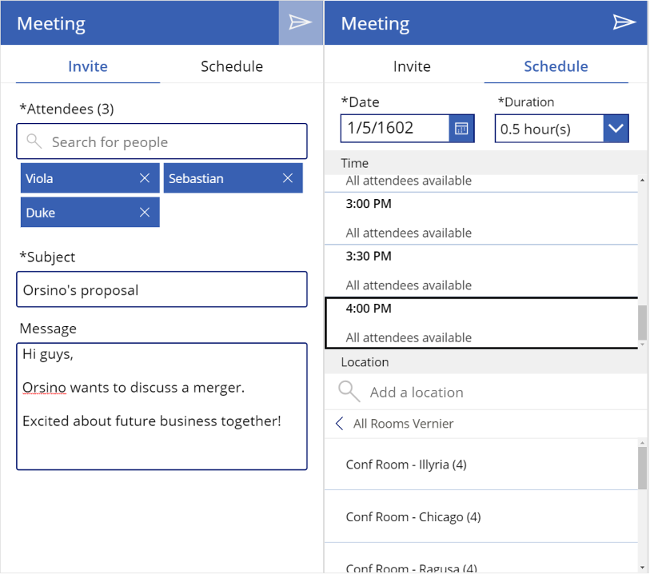 Meeting
Invite Schedule
*Attendees (3)
Search for people
Viola
Sebastian
Duke
*Subject
Orsino's proposal
Message
Hi guys,
Orsino wants to discuss a merger.
Excited about future business together!
Meeting
Invite Schedule
*Date *Duration
1/5/1602 0.5 hour(s)
Time
All attendees available
3:00 PM
All attendees available
3:30 PM
All attendees available
4:00 PM
All attendees available
Location
Add a location
All Rooms Vernier
Conf Room - Illyria (4)
Conf Room - Chicago (4)
Conf Room - Ragusa (4)